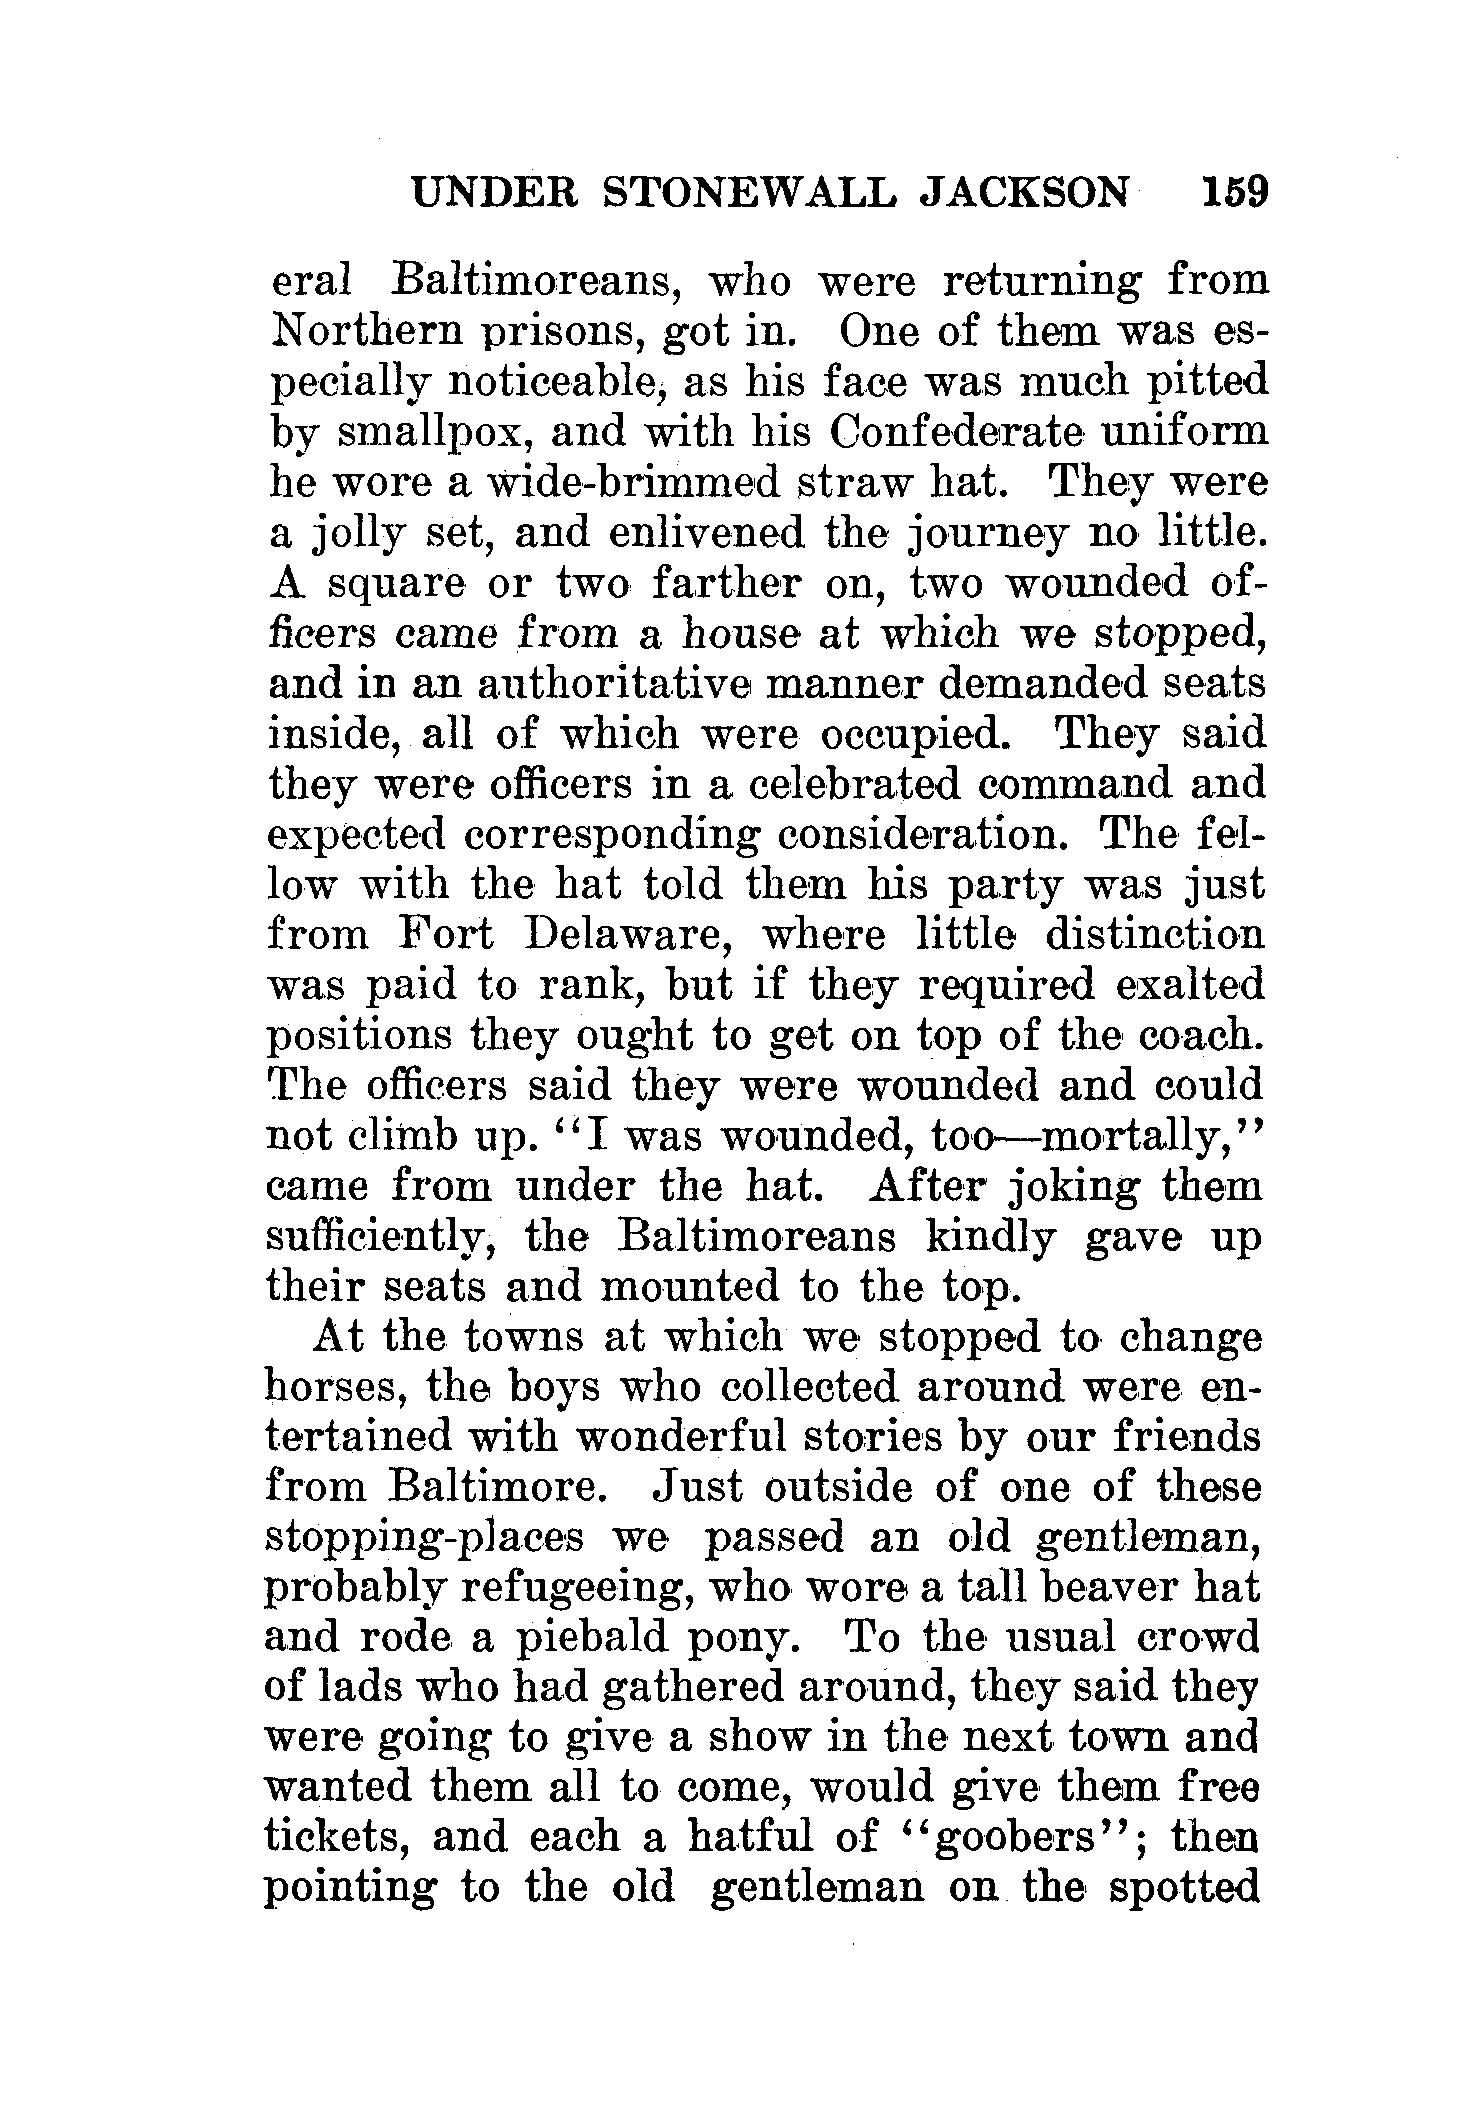 UNDER STONEWALL JACKSON 159
eral Baltimoreans, who were returning from
Northern prisons, got in. One of them was es-
pecially noticeable, as his face was much pitted
by smallpox, and with his Confederate uniform
he wore a wide-brimmed straw hat. They were
a jolly set, and enlivened the journey no little.
A square or two farther on, two wounded of-
ficers came from a house at which we stopped,
and in an authoritative manner demanded seats
inside, all of which were occupied. They said
they were officers in a celebrated command and
expected corresponding consideration. The fel-
low with the hat told them his party was just
from Fort Delaware, where little distinction
was paid to rank, but if they required exalted
positions they ought to get on top of the coach.
The officers said they were wounded and could
not climb up. "I was wounded, too—mortally,"
came from under the hat. After joking them
sufficiently, the Baltimoreans kindly gave up
their seats and mounted to the top.
At the towns at which we stopped to change
horses, the boys who collected around were en-
tertained with wonderful stories by our friends
from Baltimore. Just outside of one of these
stopping-places we passed an old gentleman,
probably refugeeing, who wore a tall beaver hat
and rode a piebald pony. To the usual crowd
of lads who had gathered around, they said they
were going to give a show in the next town and
wanted them all to come, would give them free
tickets, and each a hatful of "goobers"; then
pointing to the old gentleman on the spotted